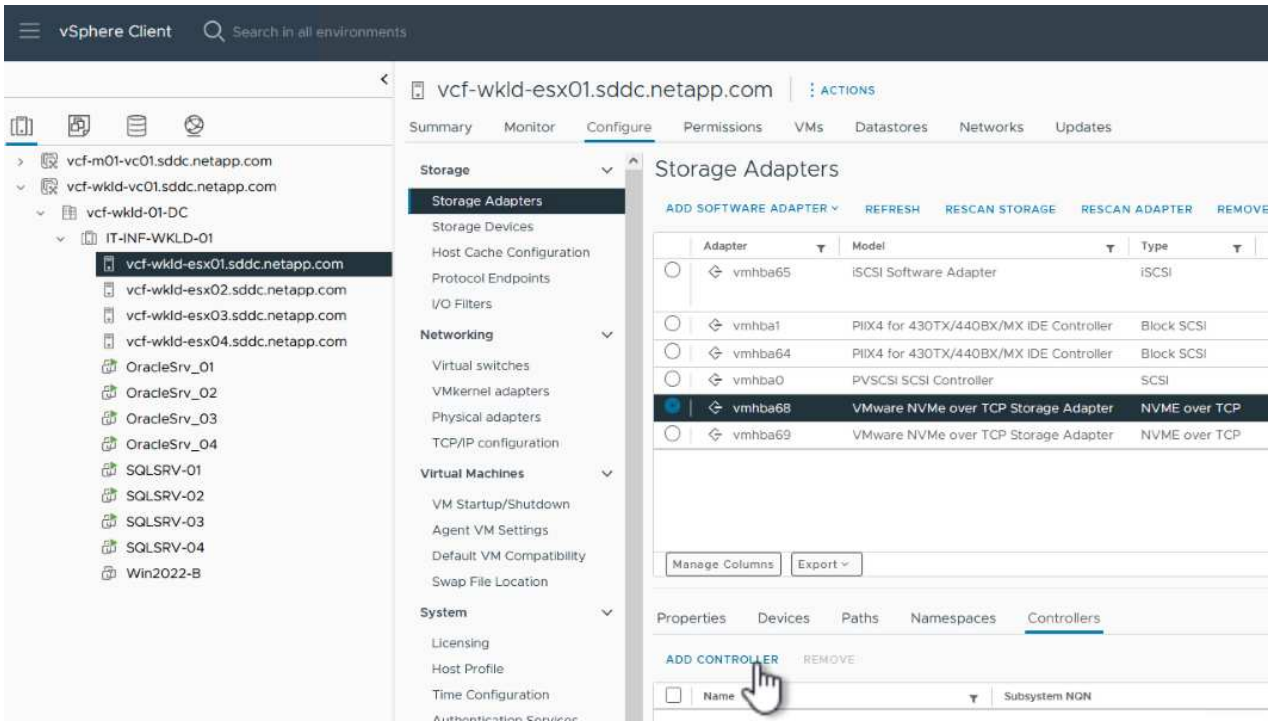 vSphere Client Search in all environments
vcf-wkld-esx01.sddc.netapp.com ACTIONS
Summary Monitor Configure Permissions VMs Datastores Networks Updates
vcf-m01-vc01.sddc.netapp.com
vcf-wkld-vc01.sddc.netapp.com
vcf-wkld-01-DC
IT-INF-WKLD-01
vcf-wkld-esx01.sddc.netapp.com
vcf-wkld-esx02.sddc.netapp.com
vcf-wkld-esx03.sddc.netapp.com
vcf-wkld-esx04.sddc.netapp.com
OracleSrv_01
OracleSrv_02
OracleSrv_03
OracleSrv_04
SQLSRV-01
SQLSRV-02
SQLSRV-03
SQLSRV-04
Win2022-B
Storage
Storage Adapters
Storage Devices
Host Cache Configuration
Protocol Endpoints
I/O Filters
Networking
Virtual switches
VMkernel adapters
Physical adapters
TCP/IP configuration
Virtual Machines
VM Startup/Shutdown
Agent VM Settings
Default VM Compatibility
Swap File Location
System
Licensing
Host Profile
Time Configuration
Authentication Services
Storage Adapters
ADD SOFTWARE ADAPTER REFRESH RESCAN STORAGE RESCAN ADAPTER REMOVE
Adapter Model Type
vmhba65 iSCSI Software Adapter iSCSI
vmhba1 PIIX4 for 430TX/440BX/MX IDE Controller Block SCSI
vmhba64 PIIX4 for 430TX/440BX/MX IDE Controller Block SCSI
vmhba0 PVSCSI SCSI Controller SCSI
vmhba68 VMware NVMe over TCP Storage Adapter NVME over TCP
vmhba69 VMware NVMe over TCP Storage Adapter NVME over TCP
Manage Columns Export
Properties Devices Paths Namespaces Controllers
ADD CONTROLLER REMOVE
Name Subsystem NQN